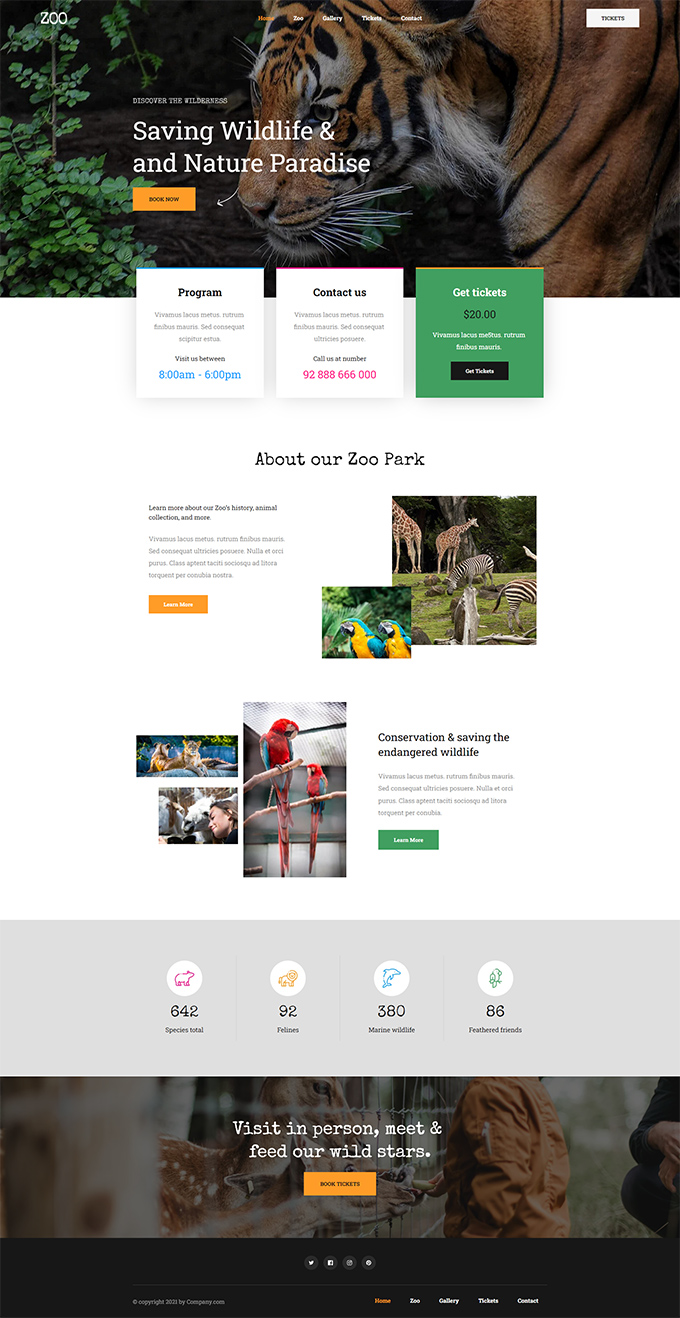 ZOO
Home Zoo Gallery Tickets Contact
TICKETS
DISCOVER THE WILDERNESS
Saving Wildlife &
and Nature Paradise
BOOK NOW
Program
Vivamus lacus metus. rutrum
finibus mauris. Sed consequat
scipitur estua.
Visit us between
8:00am - 6:00pm
Contact us
Vivamus lacus metus. rutrum
finibus mauris. Sed consequat
ultricies posuere.
Call us at number
92 888 666 000
Get tickets
$20.00
Vivamus lacus me5tus. rutrum
finibus mauris.
Get Tickets
About our Zoo Park
Learn more about our Zoo's history, animal
collection, and more.
Vivamus lacus metus. rutrum finibus mauris.
Sed consequat ultricies posuere. Nulla et orci
purus. Class aptent taciti sociosqu ad litora
torquent per conubia nostra.
Learn More
Conservation & saving the
endangered wildlife
Vivamus lacus metus. rutrum finibus mauris.
Sed consequat ultricies posuere. Nulla et orci
purus. Class aptent taciti sociosqu ad litora
torquent per conubia.
Learn More
642
Species total
92
Felines
380
Marine wildlife
86
Feathered friends
Visit in person, meet &
feed our wild stars.
BOOK TICKETS
© copyright 2021 by Company.com
Home Zoo Gallery Tickets Contact